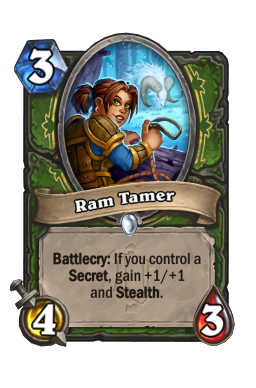 3
Ram Tamer
Battlecry: If you control a
Secret, gain +1/+1
and Stealth.
4
3